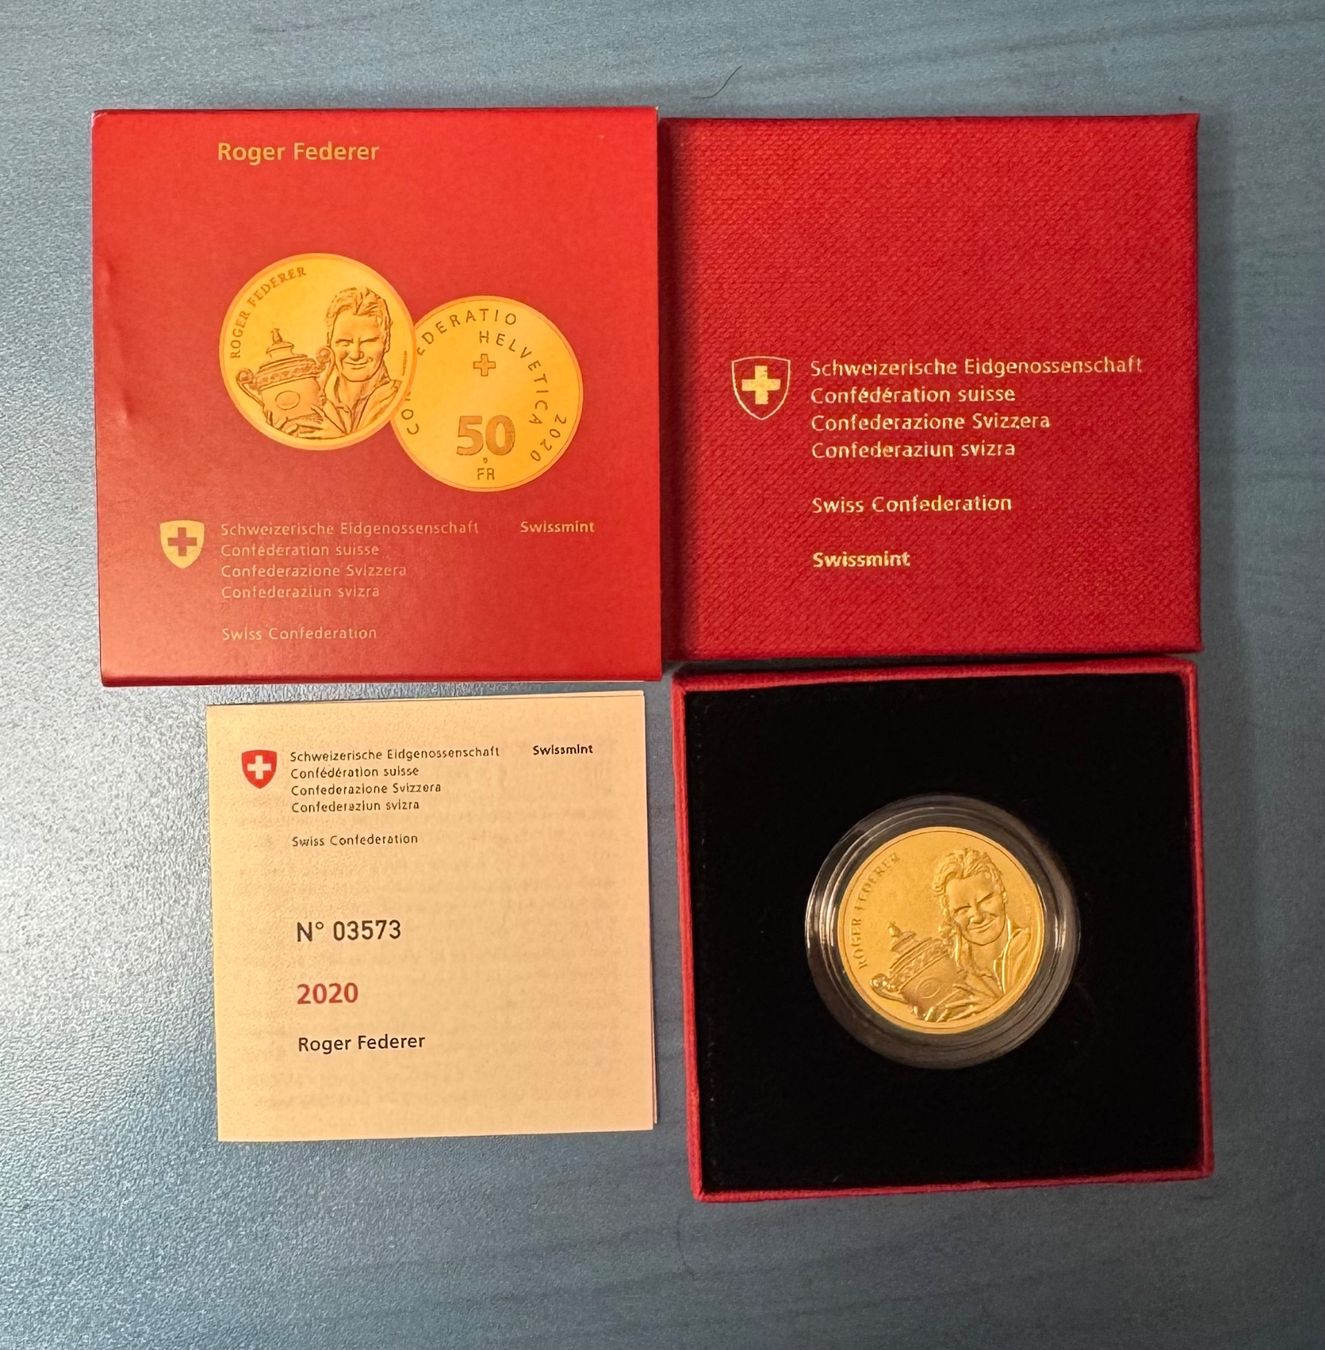 Roger Federer
ROGER FEDERER
CONFEDERATIO
HELVETICA 2020
50
FR
Schweizerische Eidgenossenschaft
Confédération suisse
Confederazione Svizzera
Confederaziun svizra
Swiss Confederation
Swissmint
Schweizerische Eidgenossenschaft
Confédération suisse
Confederazione Svizzera
Confederaziun svizra
Swiss Confederation
Swissmint
Schweizerische Eidgenossenschaft
Confédération suisse
Confederazione Svizzera
Confederaziun svizra
Swiss Confederation
Swissmint
N° 03573
2020
Roger Federer
ROGER FEDERER